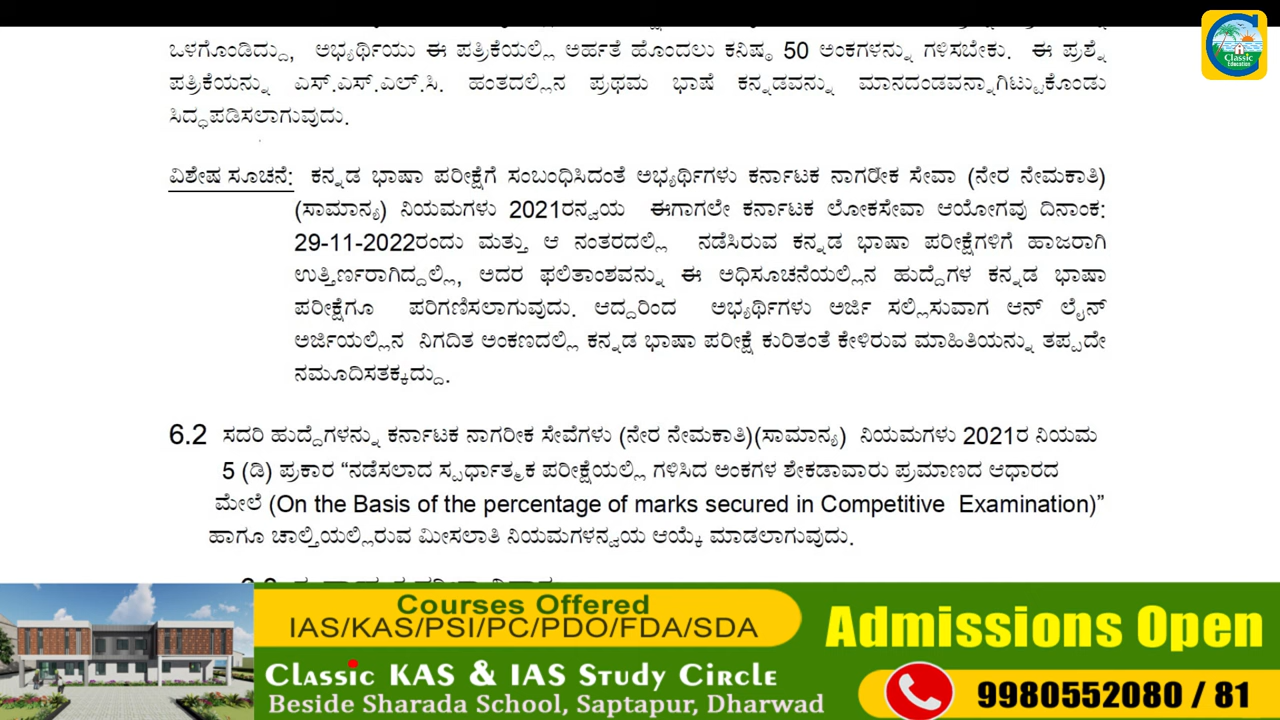 ಒಳಗೊಂಡಿದ್ದು, ಅಭ್ಯರ್ಥಿಯು ಈ ಪತ್ರಿಕೆಯಲ್ಲಿ ಅರ್ಹತೆ ಹೊಂದಲು ಕನಿಷ್ಠ 50 ಅಂಕಗಳನ್ನು ಗಳಿಸಬೇಕು. ಈ ಪ್ರಶ್ನೆ
ಪತ್ರಿಕೆಯನ್ನು ಎಸ್.ಎಸ್.ಎಲ್.ಸಿ. ಹಂತದಲ್ಲಿನ ಪ್ರಥಮ ಭಾಷೆ ಕನ್ನಡವನ್ನು ಮಾನದಂಡವನ್ನಾಗಿಟ್ಟುಕೊಂಡು
ಸಿದ್ಧಪಡಿಸಲಾಗುವುದು.
ವಿಶೇಷ ಸೂಚನೆ: ಕನ್ನಡ ಭಾಷಾ ಪರೀಕ್ಷೆಗೆ ಸಂಬಂಧಿಸಿದಂತೆ ಅಭ್ಯರ್ಥಿಗಳು ಕರ್ನಾಟಕ ನಾಗರೀಕ ಸೇವಾ (ನೇರ ನೇಮಕಾತಿ)
(ಸಾಮಾನ್ಯ) ನಿಯಮಗಳು 2021ರನ್ವಯ ಈಗಾಗಲೇ ಕರ್ನಾಟಕ ಲೋಕಸೇವಾ ಆಯೋಗವು ದಿನಾಂಕ:
29-11-2022ರಂದು ಮತ್ತು ಆ ನಂತರದಲ್ಲಿ ನಡೆಸಿರುವ ಕನ್ನಡ ಭಾಷಾ ಪರೀಕ್ಷೆಗಳಿಗೆ ಹಾಜರಾಗಿ
ಉತ್ತಿರ್ಣರಾಗಿದ್ದಲ್ಲಿ, ಅದರ ಫಲಿತಾಂಶವನ್ನು ಈ ಅಧಿಸೂಚನೆಯಲ್ಲಿನ ಹುದ್ದೆಗಳ ಕನ್ನಡ ಭಾಷಾ
ಪರೀಕ್ಷೆಗೂ ಪರಿಗಣಿಸಲಾಗುವುದು. ಆದ್ದರಿಂದ ಅಭ್ಯರ್ಥಿಗಳು ಅರ್ಜಿ ಸಲ್ಲಿಸುವಾಗ ಆನ್ ಲೈನ್
ಅರ್ಜಿಯಲ್ಲಿನ ನಿಗದಿತ ಅಂಕಣದಲ್ಲಿ ಕನ್ನಡ ಭಾಷಾ ಪರೀಕ್ಷೆ ಕುರಿತಂತೆ ಕೇಳಿರುವ ಮಾಹಿತಿಯನ್ನು ತಪ್ಪದೇ
ನಮೂದಿಸತಕ್ಕದ್ದು.
6.2 ಸದರಿ ಹುದ್ದೆಗಳನ್ನು ಕರ್ನಾಟಕ ನಾಗರೀಕ ಸೇವೆಗಳು (ನೇರ ನೇಮಕಾತಿ)(ಸಾಮಾನ್ಯ) ನಿಯಮಗಳು 2021ರ ನಿಯಮ
5 (ಡಿ) ಪ್ರಕಾರ “ನಡೆಸಲಾದ ಸ್ಪರ್ಧಾತ್ಮಕ ಪರೀಕ್ಷೆಯಲ್ಲಿ ಗಳಿಸಿದ ಅಂಕಗಳ ಶೇಕಡಾವಾರು ಪ್ರಮಾಣದ ಆಧಾರದ
ಮೇಲೆ (On the Basis of the percentage of marks secured in Competitive Examination)”
ಹಾಗೂ ಚಾಲ್ತಿಯಲ್ಲಿರುವ ಮೀಸಲಾತಿ ನಿಯಮಗಳನ್ವಯ ಆಯ್ಕೆ ಮಾಡಲಾಗುವುದು.
Classic
Education
Courses Offered
IAS/KAS/PSI/PC/PDO/FDA/SDA
Classic KAS & IAS Study Circle
Beside Sharada School, Saptapur, Dharwad
Admissions Open
9980552080 / 81